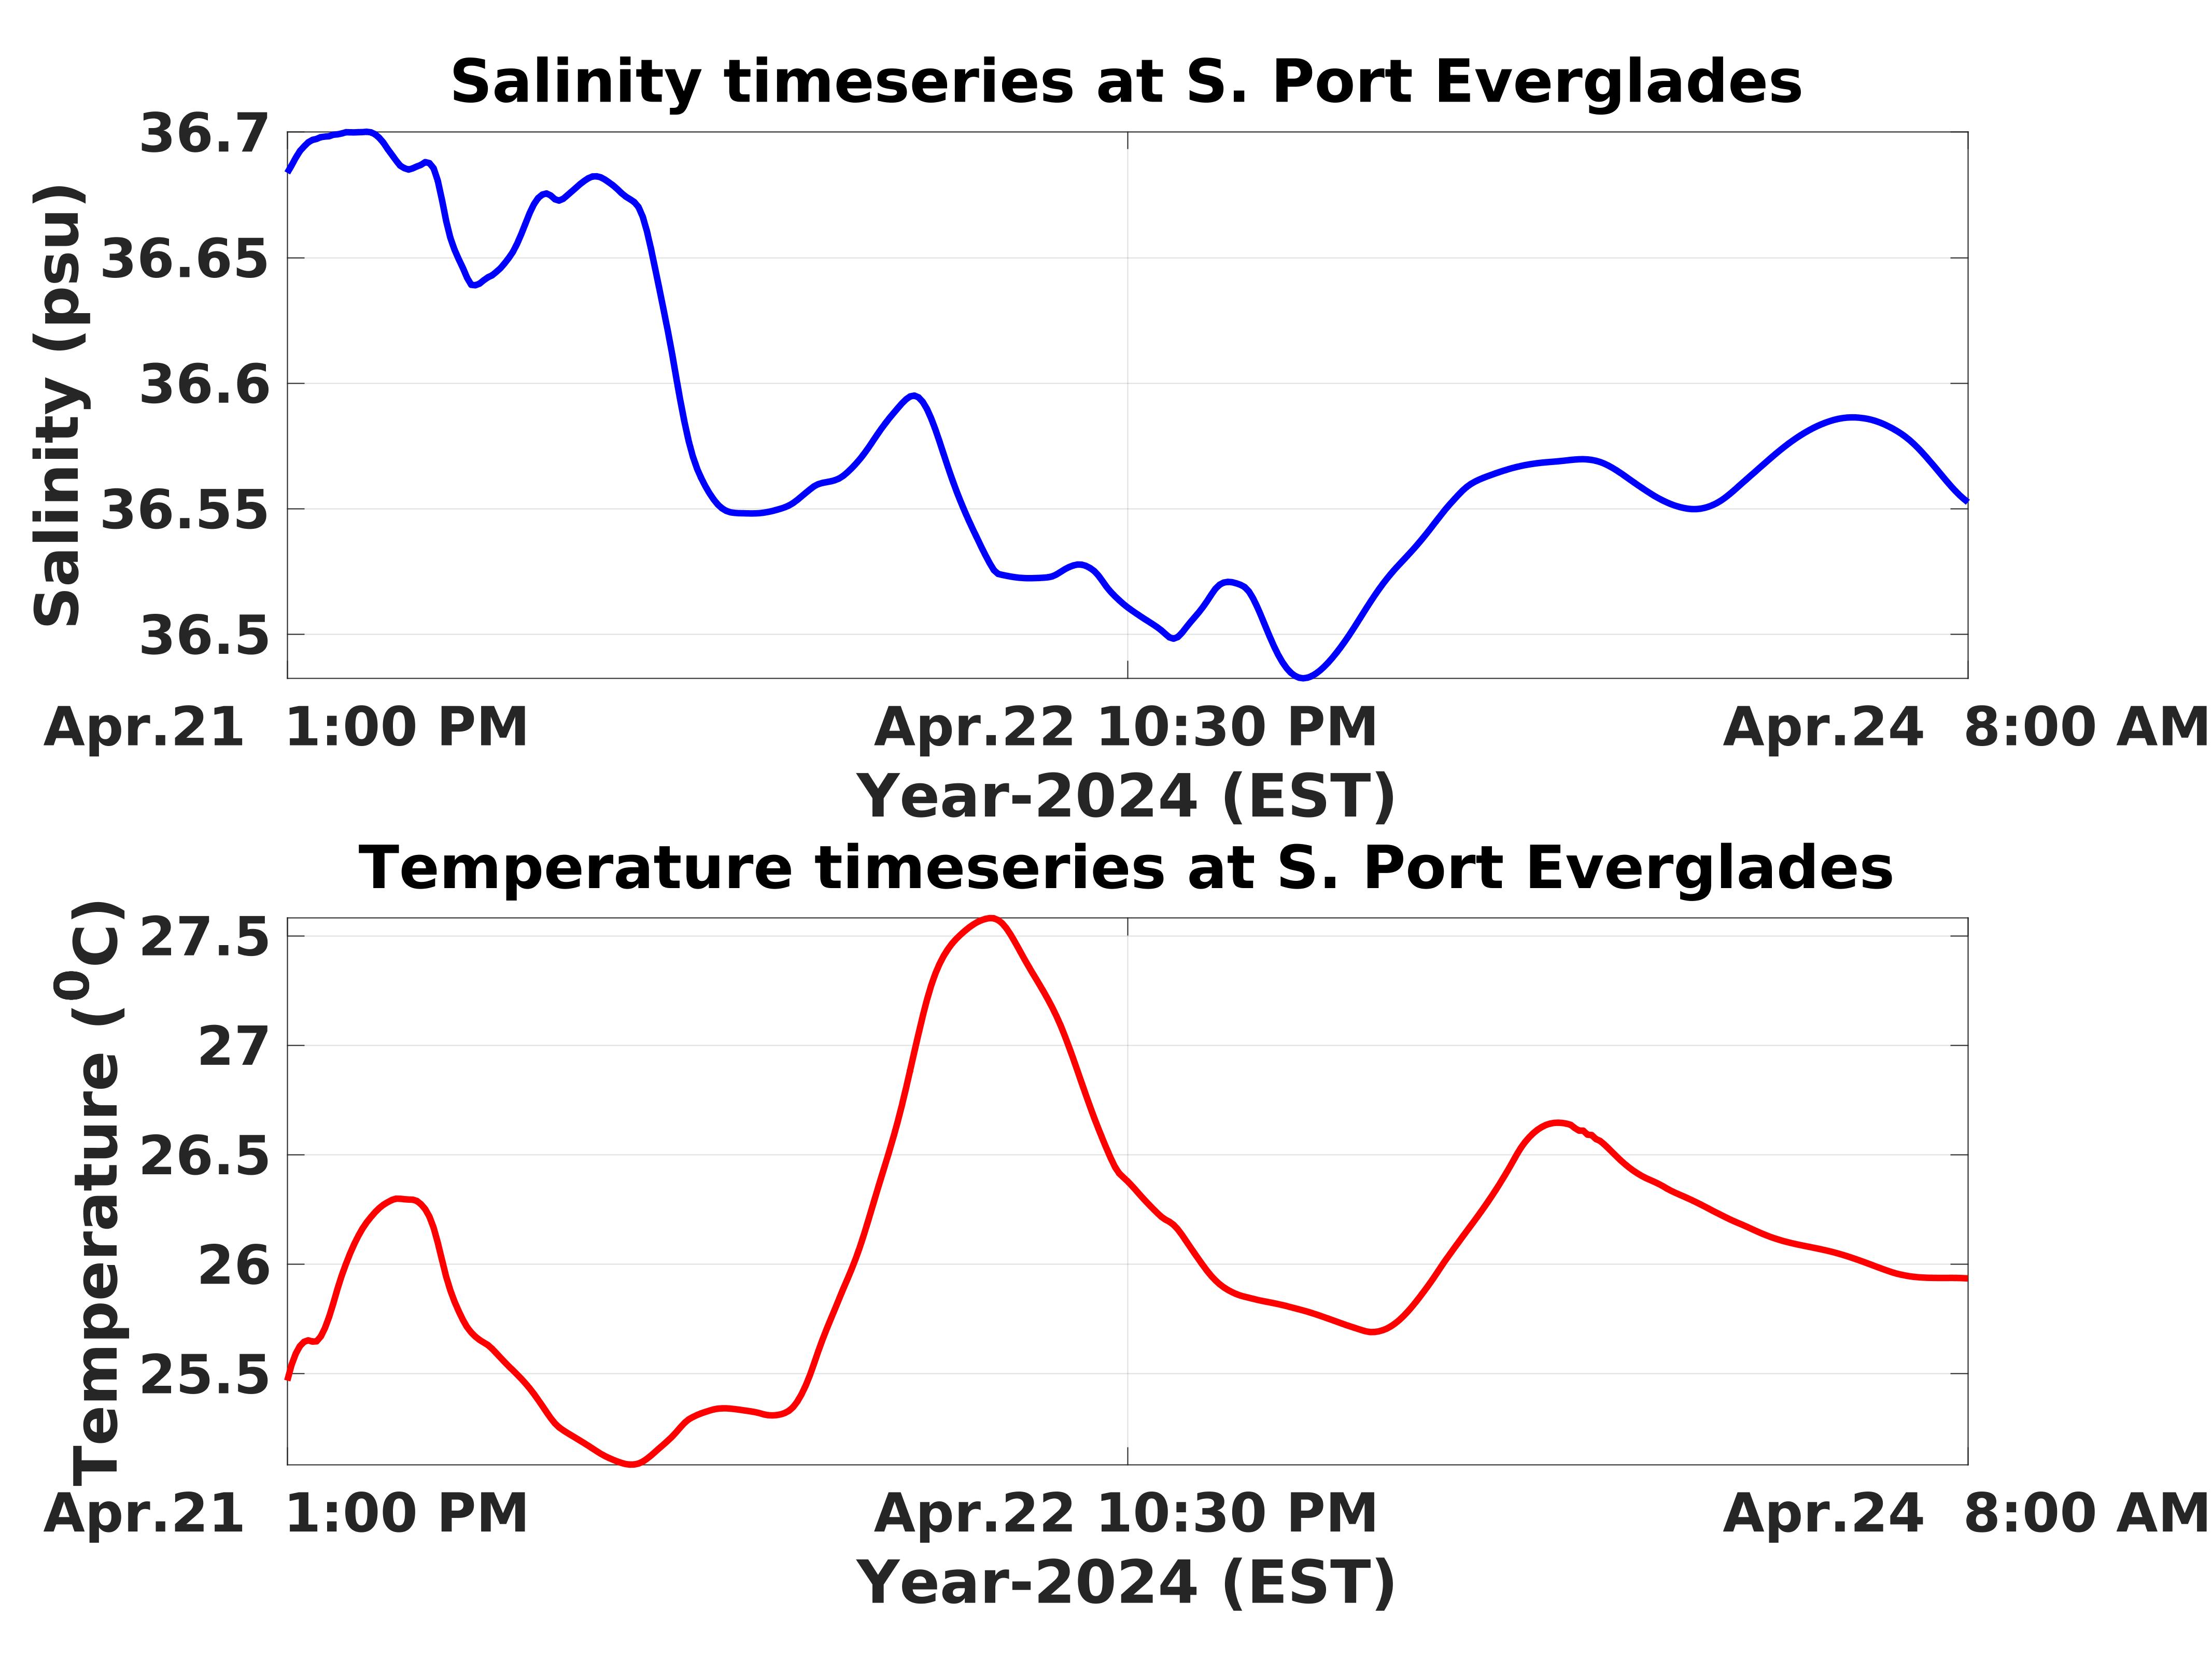 Salinity timeseries at S. Port Everglades
Salinity (psu)
36.7
36.65
36.6
36.55
36.5
Apr.21  1:00 PM
Apr.22 10:30 PM
Apr.24  8:00 AM
Year-2024 (EST)
Temperature timeseries at S. Port Everglades
Temperature (⁰C)
27.5
27
26.5
26
25.5
Apr.21  1:00 PM
Apr.22 10:30 PM
Apr.24  8:00 AM
Year-2024 (EST)